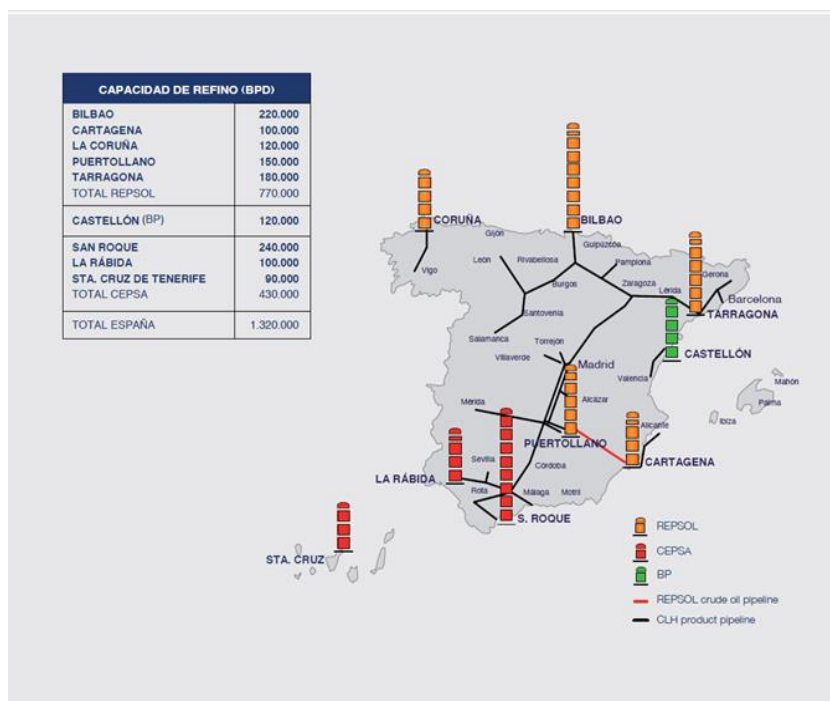 CAPACIDAD DE REFINO (BPD)
BILBAO 220.000
CARTAGENA 100.000
LA CORUÑA 120.000
PUERTOLLANO 150.000
TARRAGONA 180.000
TOTAL REPSOL 770.000
CASTELLÓN (BP) 120.000
SAN ROQUE 240.000
LA RÁBIDA 100.000
STA. CRUZ DE TENERIFE 90.000
TOTAL CEPSA 430.000
TOTAL ESPAÑA 1.320.000
CORUÑA
BILBAO
Gijón
Guipúzcoa
León
Rivabellosa
Pamplona
Vigo
Burgos
Zaragoza
Lérida
Gerona
Barcelona
Santovenia
TARRAGONA
Salamanca
Torrejón
Villaverde
Madrid
CASTELLÓN
Valencia
Mahón
Palma
Ibiza
Mérida
Alcázar
Alicante
PUERTOLLANO
Sevilla
Córdoba
CARTAGENA
LA RÁBIDA
Rota
Málaga
Motril
S. ROQUE
STA. CRUZ
REPSOL
CEPSA
BP
REPSOL crude oil pipeline
CLH product pipeline